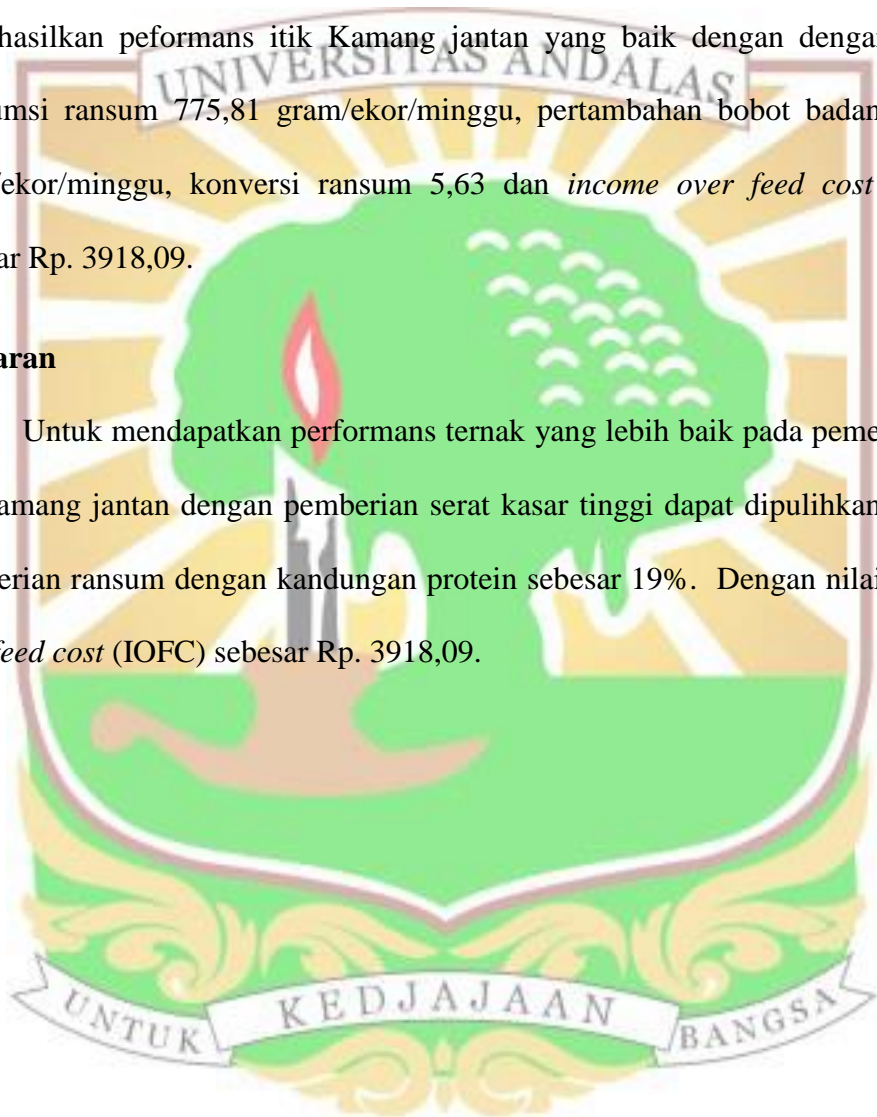 hasilkan peformans itik Kamang jantan yang baik dengan dengan
umsi ransum 775,81 gram/ekor/minggu, pertambahan bobot badan
/ekor/minggu, konversi ransum 5,63 dan income over feed cost
ar Rp. 3918,09.
aran
Untuk mendapatkan performans ternak yang lebih baik pada peme
amang jantan dengan pemberian serat kasar tinggi dapat dipulihkan
erian ransum dengan kandungan protein sebesar 19%. Dengan nilai
feed cost (IOFC) sebesar Rp. 3918,09.
UNIVERSITAS ANDALAS
UNTUK KEDJAJAAN BANGSA